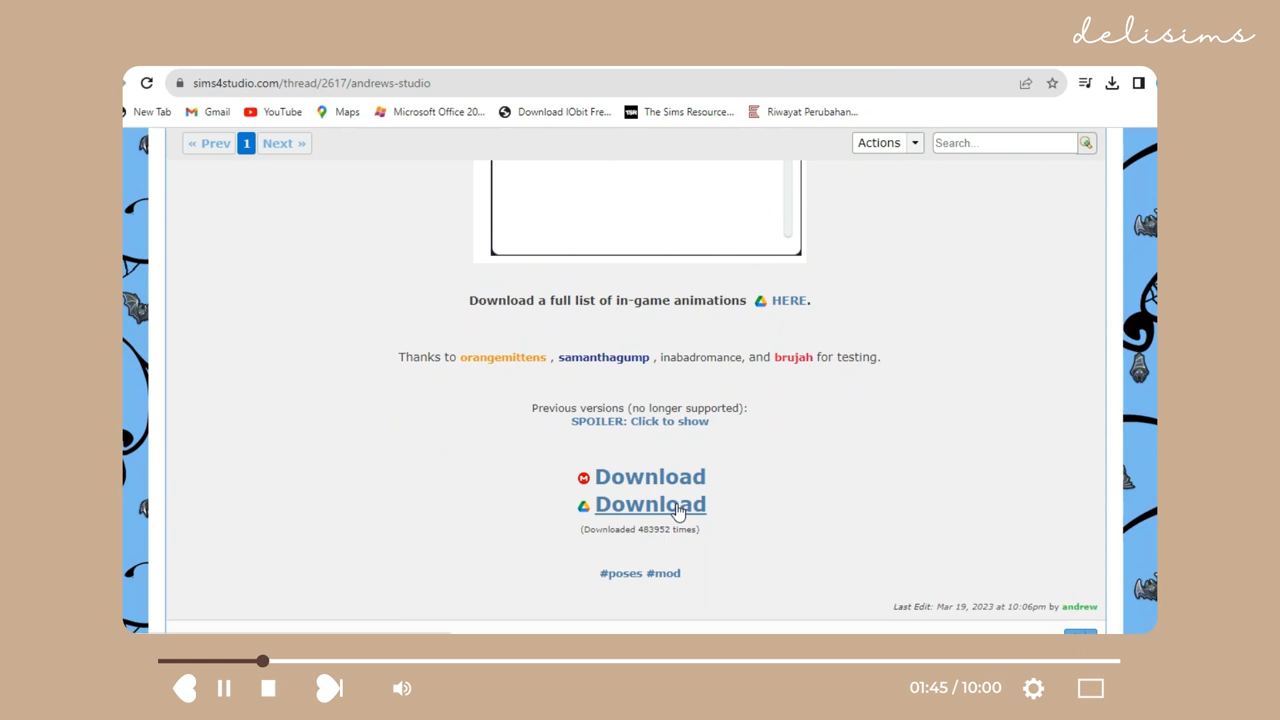 delisims
sims4studio.com/thread/2617/andrews-studio
New Tab Gmail YouTube Maps Microsoft Office 20... Download IObit Fre... TSR The Sims Resource... Riwayat Perubahan...
« Prev 1 Next » Actions Search...
Download a full list of in-game animations HERE.
Thanks to orangemittens , samanthagump , inabadromance, and brujah for testing.
Previous versions (no longer supported):
SPOILER: Click to show
Download
Download
(Downloaded 483952 times)
#poses #mod
Last Edit: Mar 19, 2023 at 10:06pm by andrew
01:45 / 10:00